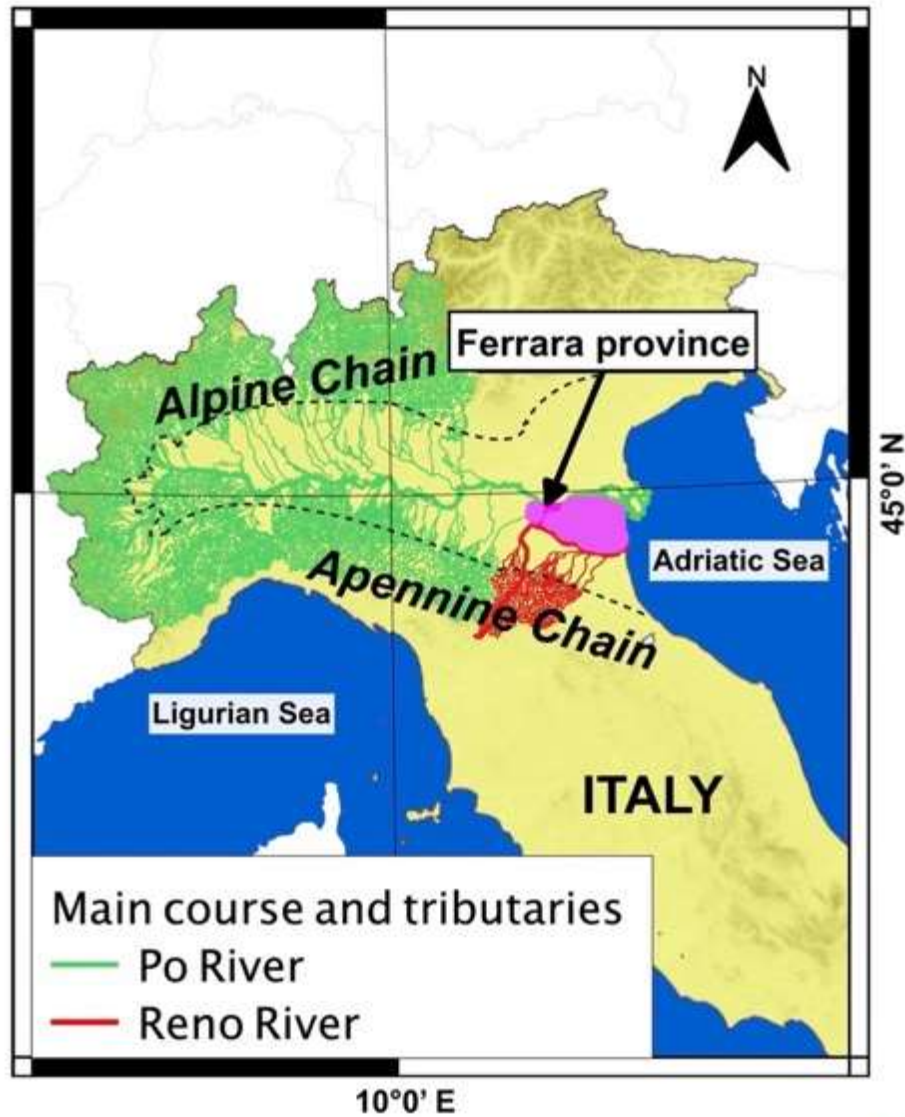 N
Ferrara province
Alpine Chain
45°0' N
Adriatic Sea
Apennine Chain
Ligurian Sea
ITALY
Main course and tributaries
Po River
Reno River
10°0' E